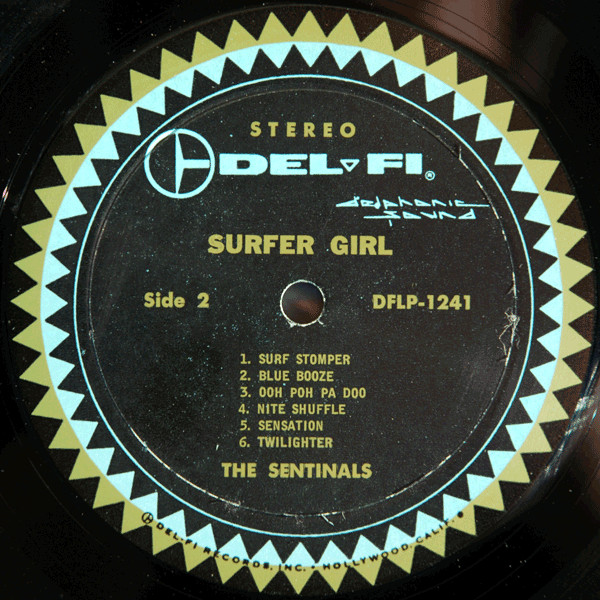 STEREO
DEL-FI®
delphonic sound
SURFER GIRL
Side 2
DFLP-1241
1. SURF STOMPER
2. BLUE BOOZE
3. OOH POH PA DOO
4. NITE SHUFFLE
5. SENSATION
6. TWILIGHTER
THE SENTINALS
DEL-FI RECORDS, INC. • HOLLYWOOD, CALIF. ®